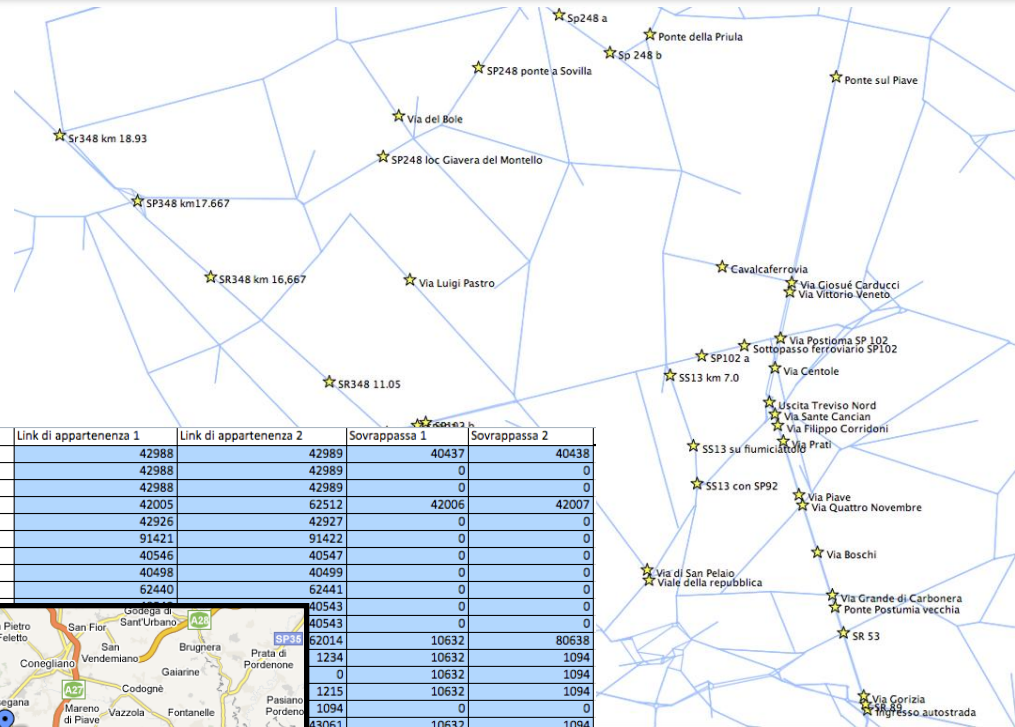 Sp248 a
Ponte della Priula
Sp 248 b
SP248 ponte a Sovilla
Ponte sul Piave
Via del Boie
Sr348 km 18.93
SP248 loc Giavera del Montello
SP348 km17.667
Cavalcaferrovia
SR348 km 16,667
Via Luigi Pastro
Via Giosué Carducci
Via Vittorio Veneto
Via Postioma SP 102
Sottopasso ferroviario SP102
SP102 a
Via Centole
SS13 km 7.0
SR348 11.05
Uscita Treviso Nord
Via Sante Cancian
Via Filippo Corridoni
Via Prati
SS13 su fiumiciattolo
SS13 con SP92
Via Piave
Via Quattro Novembre
Via Boschi
Via di San Pelaio
Viale della repubblica
Via Grande di Carbonera
Ponte Postumia vecchia
SR 53
Via Gorizia
SR 89
Ingresso autostrada
Link di appartenenza 1 Link di appartenenza 2 Sovrappassa 1 Sovrappassa 2
42988 42989 40437 40438
42988 42989 0 0
42988 42989 0 0
42005 62512 42006 42007
42926 42927 0 0
91421 91422 0 0
40546 40547 0 0
40498 40499 0 0
62440 62441 0 0
40543 0 0
40543 0 0
62014 10632 80638
1234 10632 1094
0 10632 1094
1215 10632 1094
1094 0 0
43061 10632 1094
Godega di
Sant'Urbano
A28
Pietro
Feletto
San Fior
SP35
San
Vendemiano
Brugnera
Prata di
Pordenone
Conegliano
Gaiarine
A27
Codognè
egana
Mareno
di Piave
Vazzola
Fontanelle
Pasiano
Pordeno